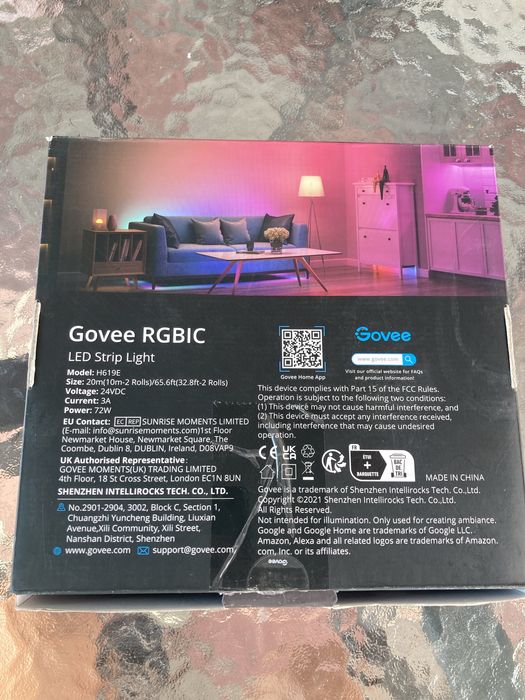 Govee RGBIC
LED Strip Light
Model: H619E
Size: 20m(10m-2 Rolls)/65.6ft(32.8ft-2 Rolls)
Voltage: 24VDC
Current: 3A
Power: 72W
EU Contact: EC REP SUNRISE MOMENTS LIMITED
(E-mail: info@sunrisemoments.com)1st Floor
Newmarket House, Newmarket Square, The
Coombe, Dublin 8, DUBLIN, Ireland, D08VAP9
UK Authorised Representative:
GOVEE MOMENTS(UK) TRADING LIMITED
4th Floor, 18 St Cross Street, London EC1N 8UN
SHENZHEN INTELLIROCKS TECH. CO., LTD.
No.2901-2904, 3002, Block C, Section 1,
Chuangzhi Yuncheng Building, Liuxian
Avenue,Xili Community, Xili Street,
Nanshan District, Shenzhen
www.govee.com support@govee.com
Govee Home App
Govee
www.govee.com
Visit our official website for FAQs
and product information!
This device complies with Part 15 of the FCC Rules.
Operation is subject to the following two conditions:
(1) This device may not cause harmful interference, and
(2) This device must accept any interference received,
including interference that may cause undesired
operation.
CE UK CA
FR
ÉTUI
+
BARQUETTE
BAC
DE
TRI
MADE IN CHINA
Govee is a trademark of Shenzhen Intellirocks Tech. Co.,Ltd.
Copyright ©2021 Shenzhen Intellirocks Tech. Co.,Ltd.
All Rights Reserved.
Not intended for illumination. Only used for creating ambiance.
Google and Google Home are trademarks of Google LLC.
Amazon, Alexa and all related logos are trademarks of Amazon.
com, Inc. or its affiliates.
Govee